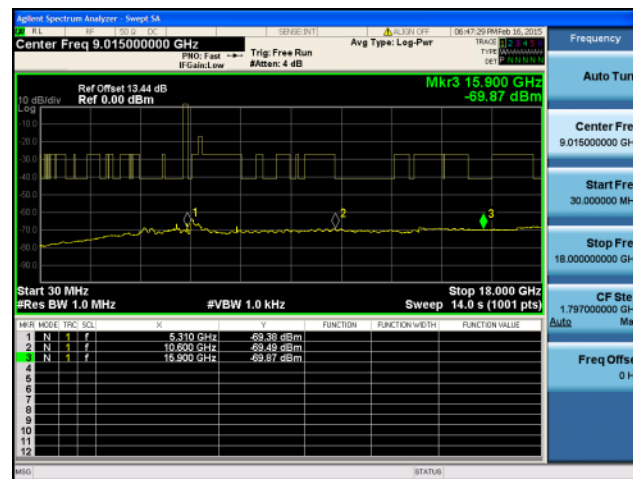 Agilent Spectrum Analyzer - Swept SA
RL RF 50 Ω DC SENSE:INT ALIGN OFF 06:47:29 PM Feb 16, 2015
Center Freq 9.015000000 GHz
PNO: Fast
IFGain:Low
Trig: Free Run
#Atten: 4 dB
Avg Type: Log-Pwr
TRACE 1 2 3 4 5 6
TYPE
DET P N N N N N
Ref Offset 13.44 dB
10 dB/div Ref 0.00 dBm
Log
Mkr3 15.900 GHz
-69.87 dBm
-10.0
-20.0
-30.0
-40.0
-50.0
-60.0
-70.0
-80.0
-90.0
1
2
3
Start 30 MHz Stop 18.000 GHz
#Res BW 1.0 MHz #VBW 1.0 kHz Sweep 14.0 s (1001 pts)
MKR MODE TRC SCL X Y FUNCTION FUNCTION WIDTH FUNCTION VALUE
1 N 1 f 5.310 GHz -69.38 dBm
2 N 1 f 10.600 GHz -69.49 dBm
3 N 1 f 15.900 GHz -69.87 dBm
4
5
6
7
8
9
10
11
12
MSG STATUS
Frequency
Auto Tun
Center Fre
9.015000000 GH
Start Fre
30.000000 MH
Stop Fre
18.000000000 GH
CF Ste
1.797000000 GH
Auto Ma
Freq Offse
0 H